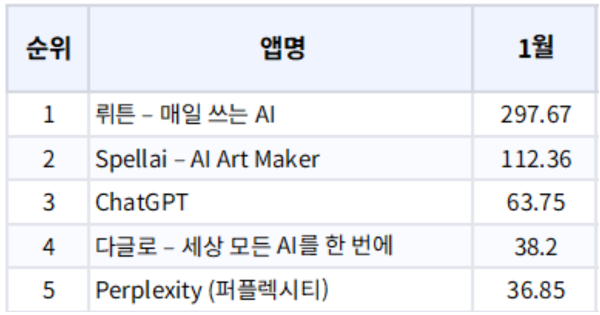 순위 앱명 1월
1 뤼튼 – 매일 쓰는 AI 297.67
2 Spellai – AI Art Maker 112.36
3 ChatGPT 63.75
4 다글로 – 세상 모든 AI를 한 번에 38.2
5 Perplexity (퍼플렉시티) 36.85